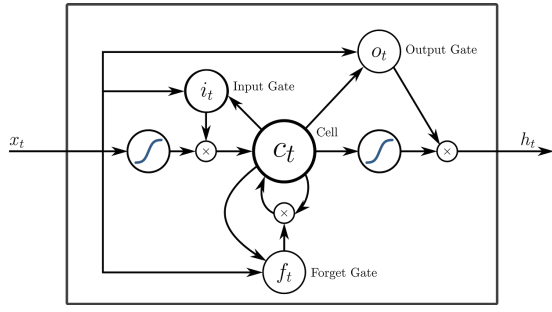 o_t Output Gate
i_t Input Gate
x_t
Cell
c_t
h_t
×
×
×
f_t Forget Gate